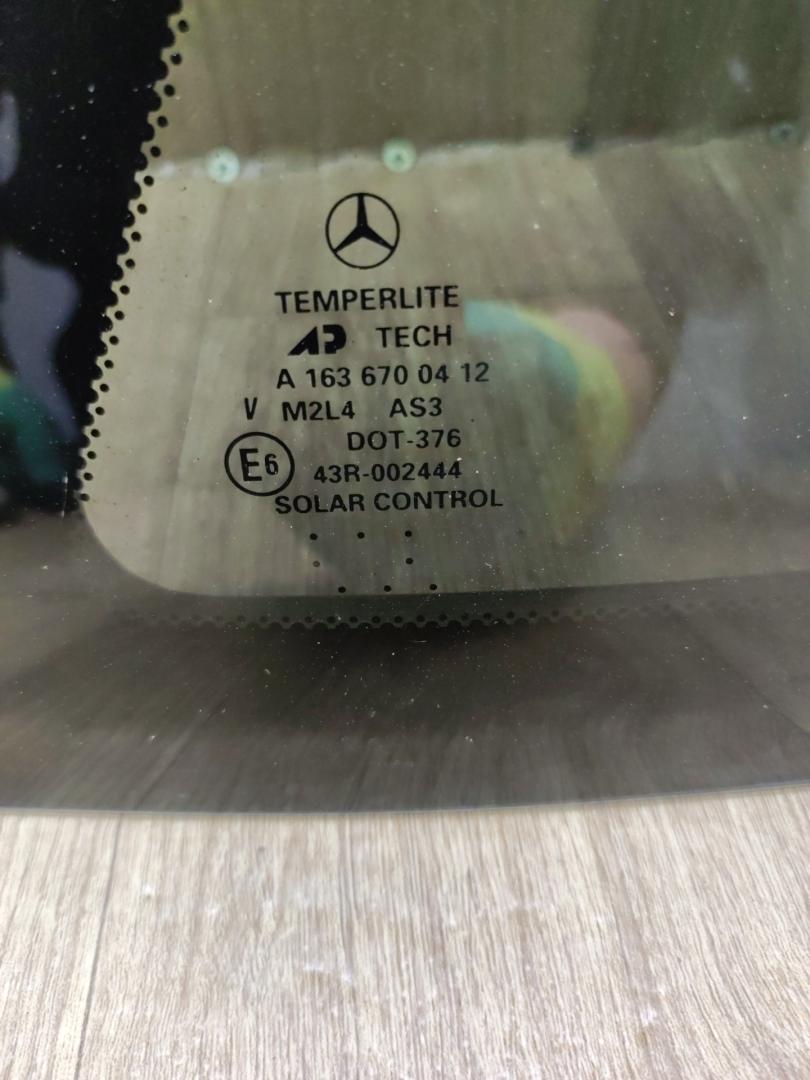 TEMPERLITE
AP TECH
A 163 670 04 12
V M2L4 AS3
DOT-376
E6 43R-002444
SOLAR CONTROL